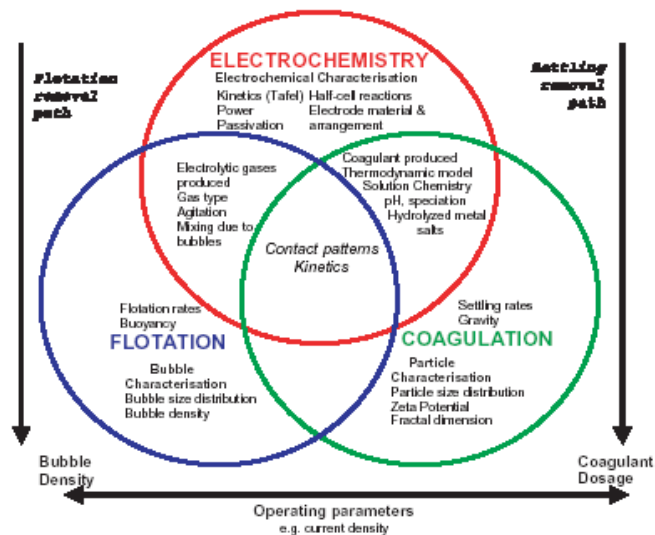 ELECTROCHEMISTRY
Electrochemical Characterisation
Kinetics (Tafel) Half-cell reactions
Power Electrode material &
Passivation arrangement
Flotation
removal
path
Settling
removal
path
Electrolytic gases
produced
Gas type
Agitation
Mixing due to
bubbles
Coagulant produced
Thermodynamic model
Solution Chemistry
pH, speciation
Hydrolyzed metal
salts
Contact patterns
Kinetics
Flotation rates
Buoyancy
FLOTATION
Bubble
Characterisation
Bubble size distribution
Bubble density
Settling rates
Gravity
COAGULATION
Particle
Characterisation
Particle size distribution
Zeta Potential
Fractal dimension
Bubble
Density
Coagulant
Dosage
Operating parameters
e.g. current density